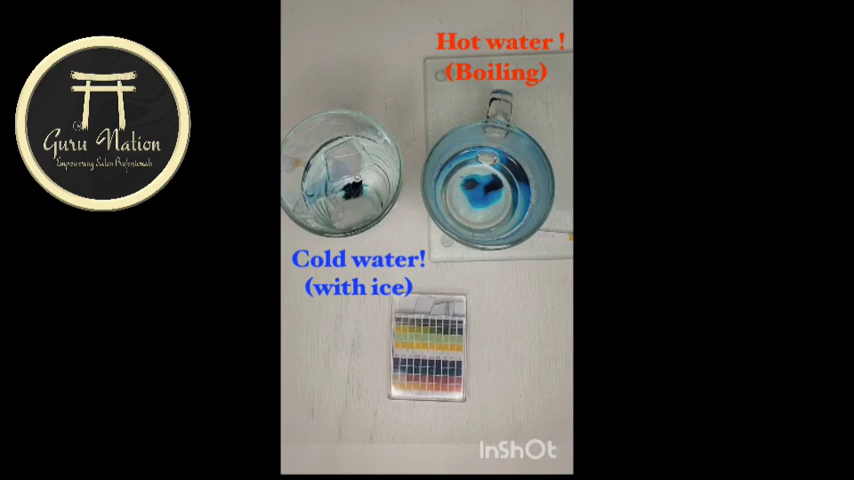 Hot water !
(Boiling)
Guru Nation
Empowering Salon Professionals
Cold water!
(with ice)
InShOt